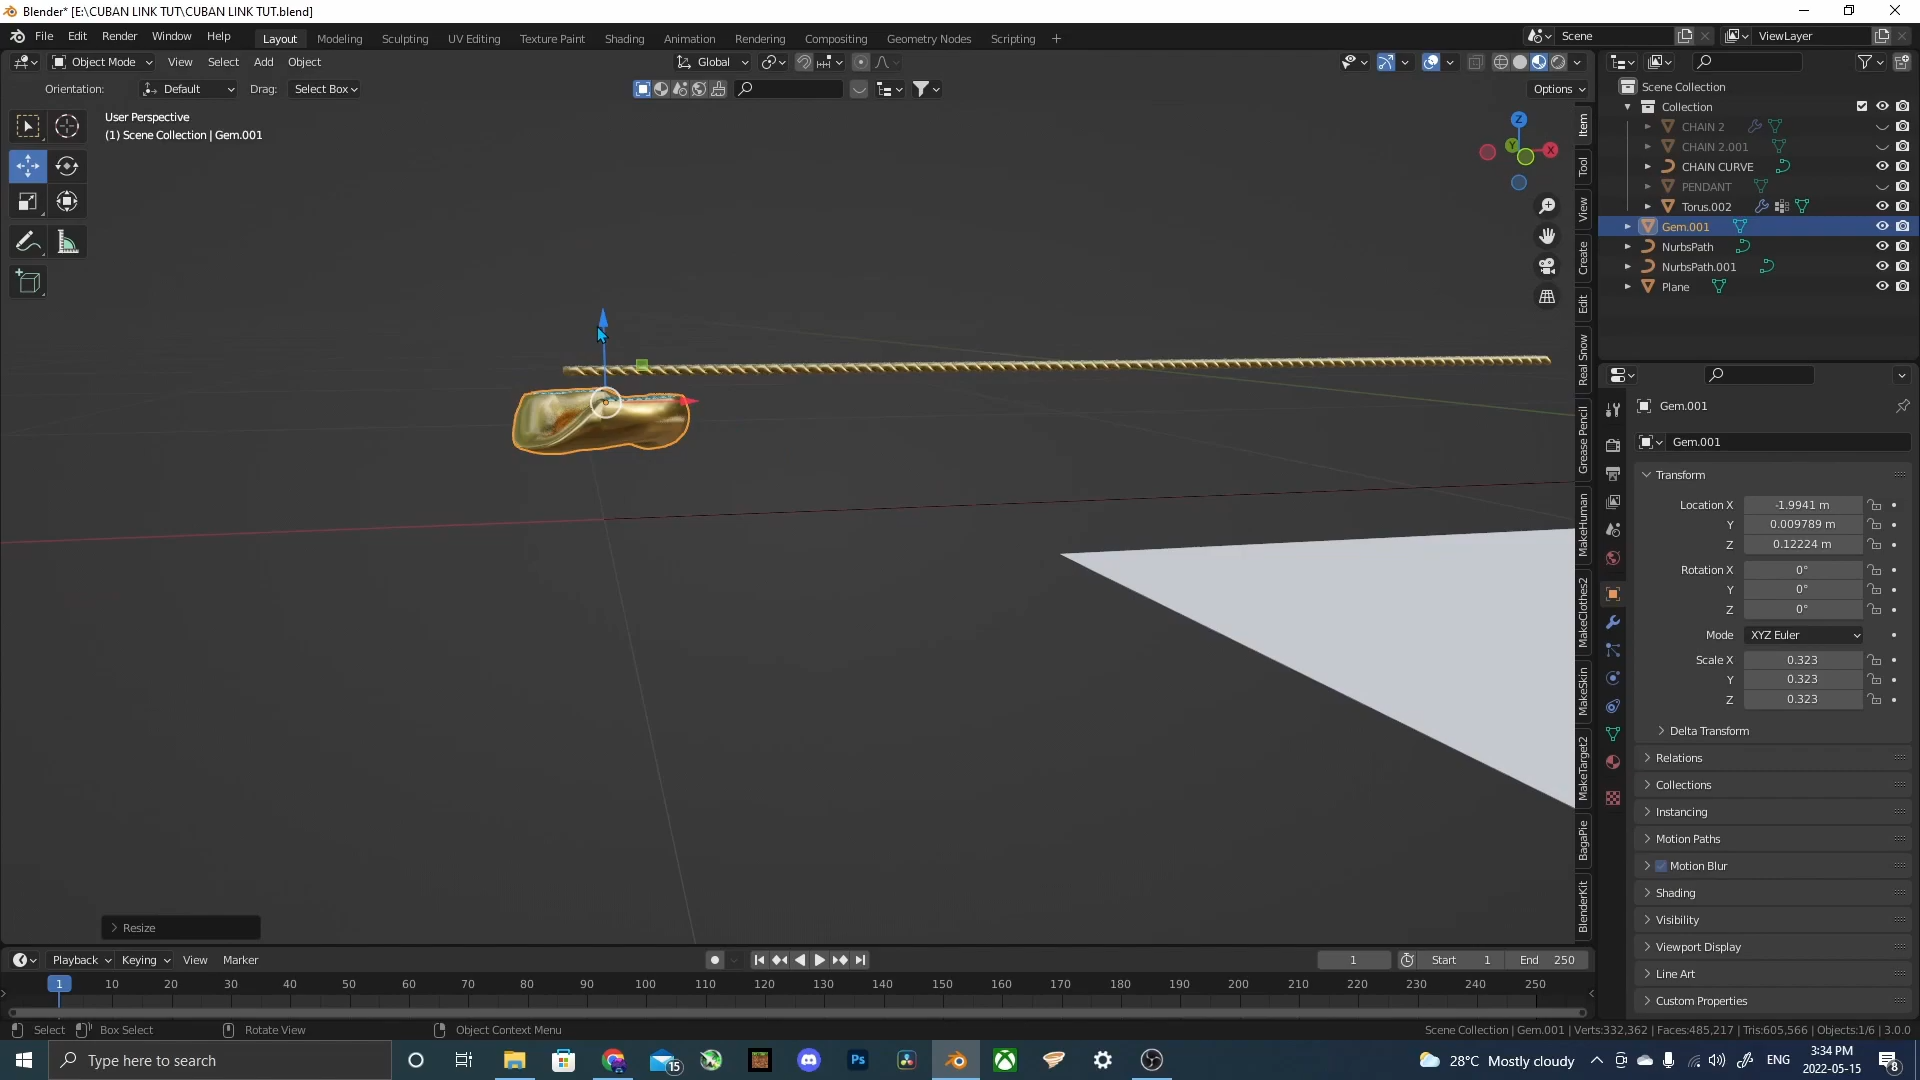 Blender* [E:\CUBAN LINK TUT\CUBAN LINK TUT.blend]
File Edit Render Window Help Layout Modeling Sculpting UV Editing Texture Paint Shading Animation Rendering Compositing Geometry Nodes Scripting + Scene ViewLayer
Object Mode View Select Add Object Global
Orientation: Default Drag: Select Box Options
User Perspective
(1) Scene Collection | Gem.001
Z
Y
X
Item
Tool
View
Create
Edit
Real Snow
Grease Pencil
MakeHuman
MakeClothes2
MakeSkin
MakeTarget2
BagaPie
BlenderKit
Scene Collection
Collection
CHAIN 2
CHAIN 2.001
CHAIN CURVE
PENDANT
Torus.002
Gem.001
NurbsPath
NurbsPath.001
Plane
Gem.001
Gem.001
Transform
Location X -1.9941 m
Y 0.009789 m
Z 0.12224 m
Rotation X 0°
Y 0°
Z 0°
Mode XYZ Euler
Scale X 0.323
Y 0.323
Z 0.323
Delta Transform
Relations
Collections
Instancing
Motion Paths
Motion Blur
Shading
Visibility
Viewport Display
Line Art
Custom Properties
Resize
Playback Keying View Marker 1 Start 1 End 250
1 10 20 30 40 50 60 70 80 90 100 110 120 130 140 150 160 170 180 190 200 210 220 230 240 250
Select Box Select Rotate View Object Context Menu Scene Collection | Gem.001 | Verts:332,362 | Faces:485,217 | Tris:605,566 | Objects:1/6 | 3.0.0
Type here to search 15 Ps 28°C Mostly cloudy ENG 3:34 PM
2022-05-15 8